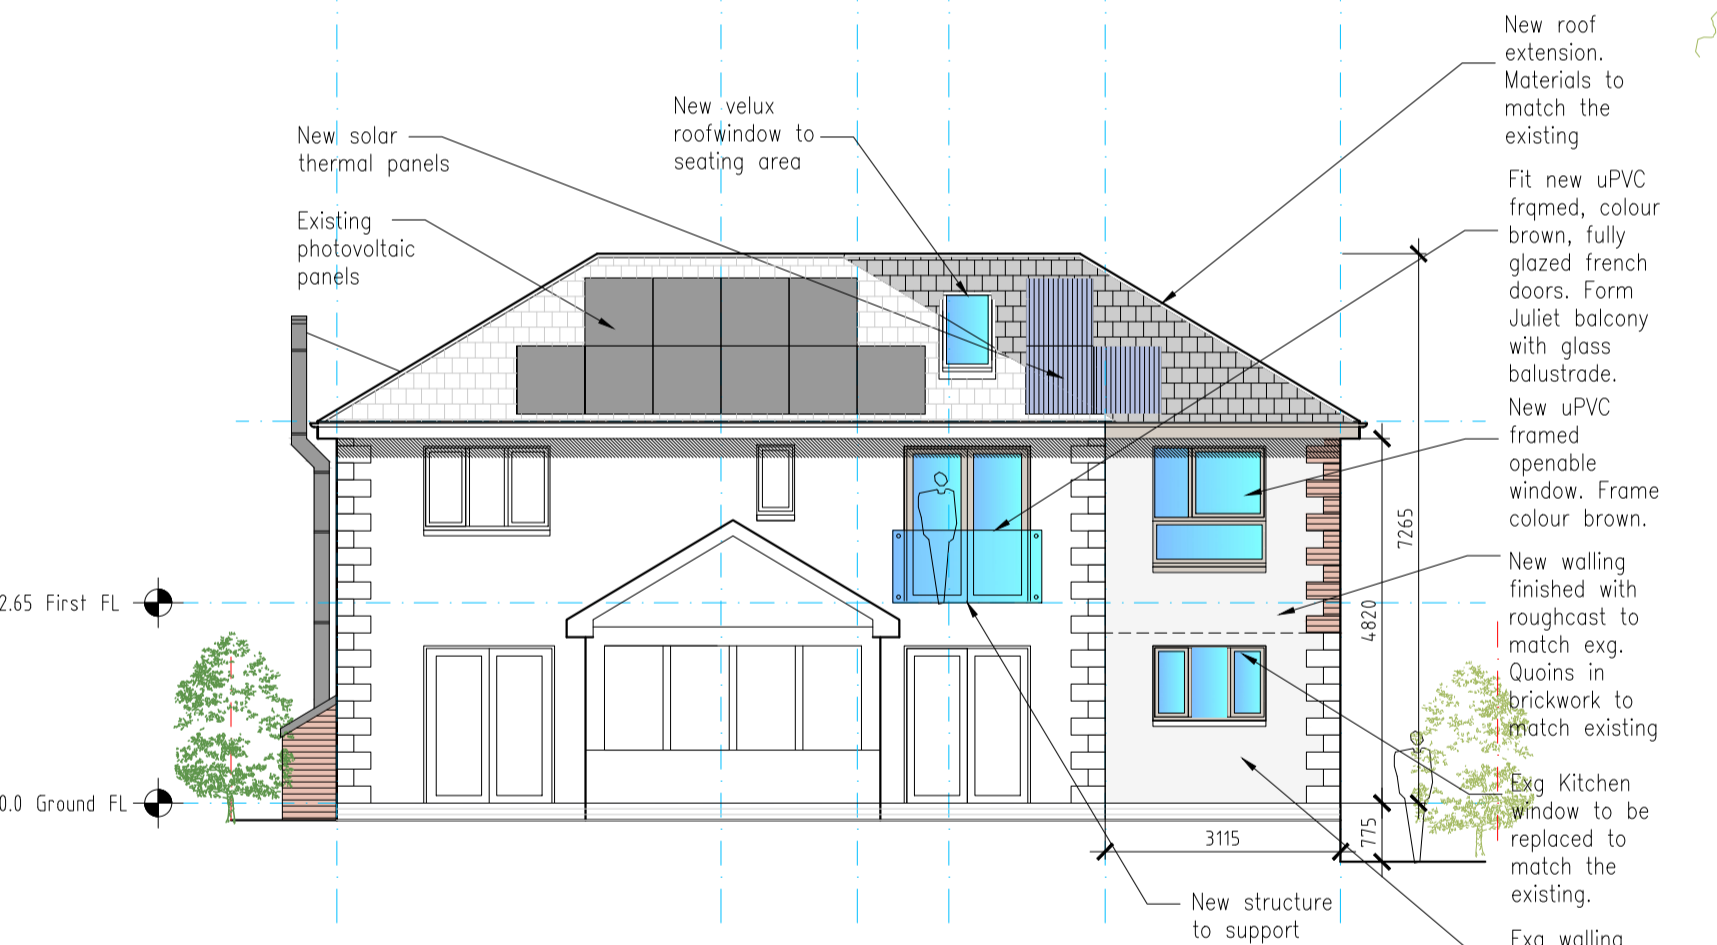 New roof
extension.
Materials to
match the
existing
New velux
roofwindow to
seating area
New solar
thermal panels
Existing
photovoltaic
panels
Fit new uPVC
frqmed, colour
brown, fully
glazed french
doors. Form
Juliet balcony
with glass
balustrade.
New uPVC
framed
openable
window. Frame
colour brown.
7265
4820
New walling
finished with
roughcast to
match exg.
Quoins in
brickwork to
match existing
2.65 First FL
0.0 Ground FL
Exg Kitchen
window to be
replaced to
match the
existing.
3115
775
New structure
to support
Exg walling